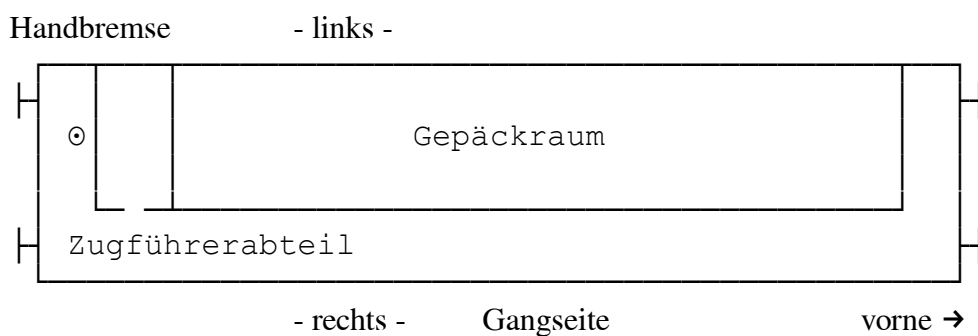 Handbremse - links -
Gepäckraum
Zugführerabteil
- rechts - Gangseite vorne →